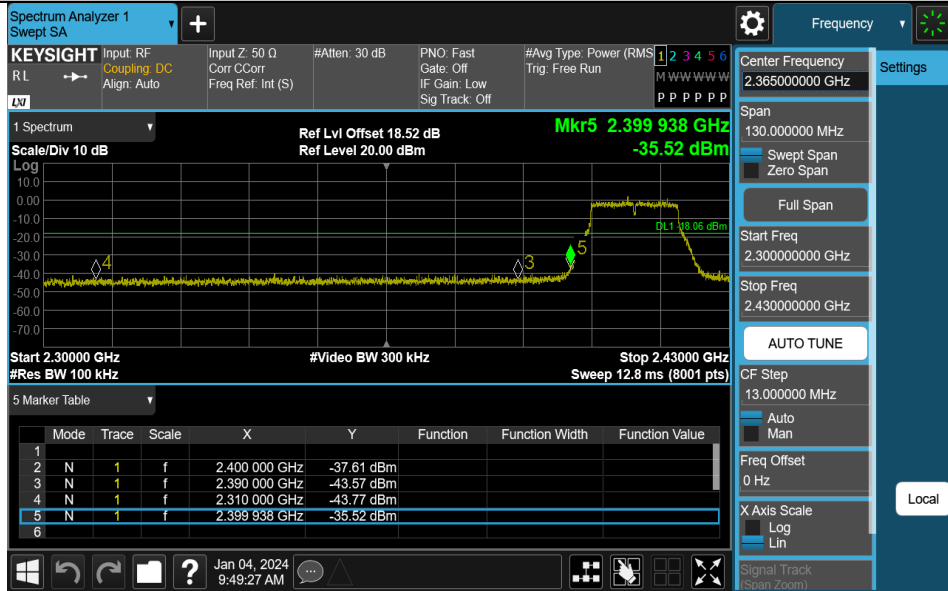 Spectrum Analyzer 1
Swept SA
+
Frequency
KEYSIGHT
RL
LXI
Input: RF
Coupling: DC
Align: Auto
Input Z: 50 Ω
Corr CCorr
Freq Ref: Int (S)
#Atten: 30 dB
PNO: Fast
Gate: Off
IF Gain: Low
Sig Track: Off
#Avg Type: Power (RMS
Trig: Free Run
1 2 3 4 5 6
M W W W W W
P P P P P P
1 Spectrum
Scale/Div 10 dB
Ref Lvl Offset 18.52 dB
Ref Level 20.00 dBm
Mkr5 2.399 938 GHz
-35.52 dBm
Log
10.0
0.00
-10.0
-20.0
-30.0
-40.0
-50.0
-60.0
-70.0
DL1 -18.06 dBm
4
3
5
Start 2.30000 GHz
#Video BW 300 kHz
Stop 2.43000 GHz
#Res BW 100 kHz
Sweep 12.8 ms (8001 pts)
5 Marker Table
Mode Trace Scale X Y Function Function Width Function Value
1
2 N 1 f 2.400 000 GHz -37.61 dBm
3 N 1 f 2.390 000 GHz -43.57 dBm
4 N 1 f 2.310 000 GHz -43.77 dBm
5 N 1 f 2.399 938 GHz -35.52 dBm
6
?
Jan 04, 2024
9:49:27 AM
Center Frequency
2.365000000 GHz
Span
130.000000 MHz
Swept Span
Zero Span
Full Span
Start Freq
2.300000000 GHz
Stop Freq
2.430000000 GHz
AUTO TUNE
CF Step
13.000000 MHz
Auto
Man
Freq Offset
0 Hz
X Axis Scale
Log
Lin
Signal Track
(Span Zoom)
Settings
Local